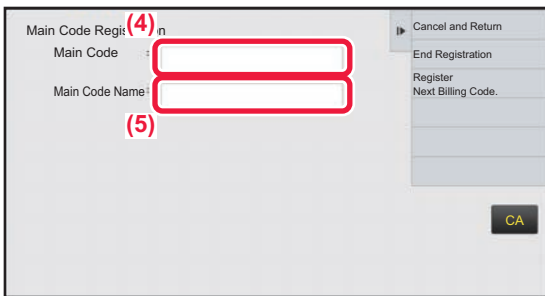 Main Code Regis (4) n
Main Code :
Main Code Name :
(5)
Cancel and Return
End Registration
Register
Next Billing Code.
CA